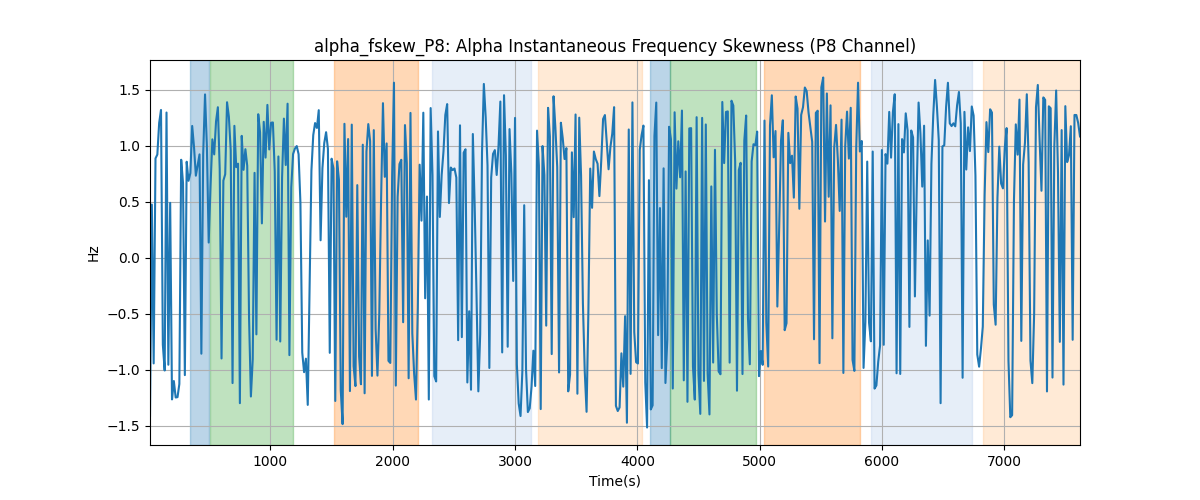 alpha_fskew_P8: Alpha Instantaneous Frequency Skewness (P8 Channel)
1.5
1.0
0.5
0.0
−0.5
−1.0
−1.5
Hz
1000 2000 3000 4000 5000 6000 7000
Time(s)